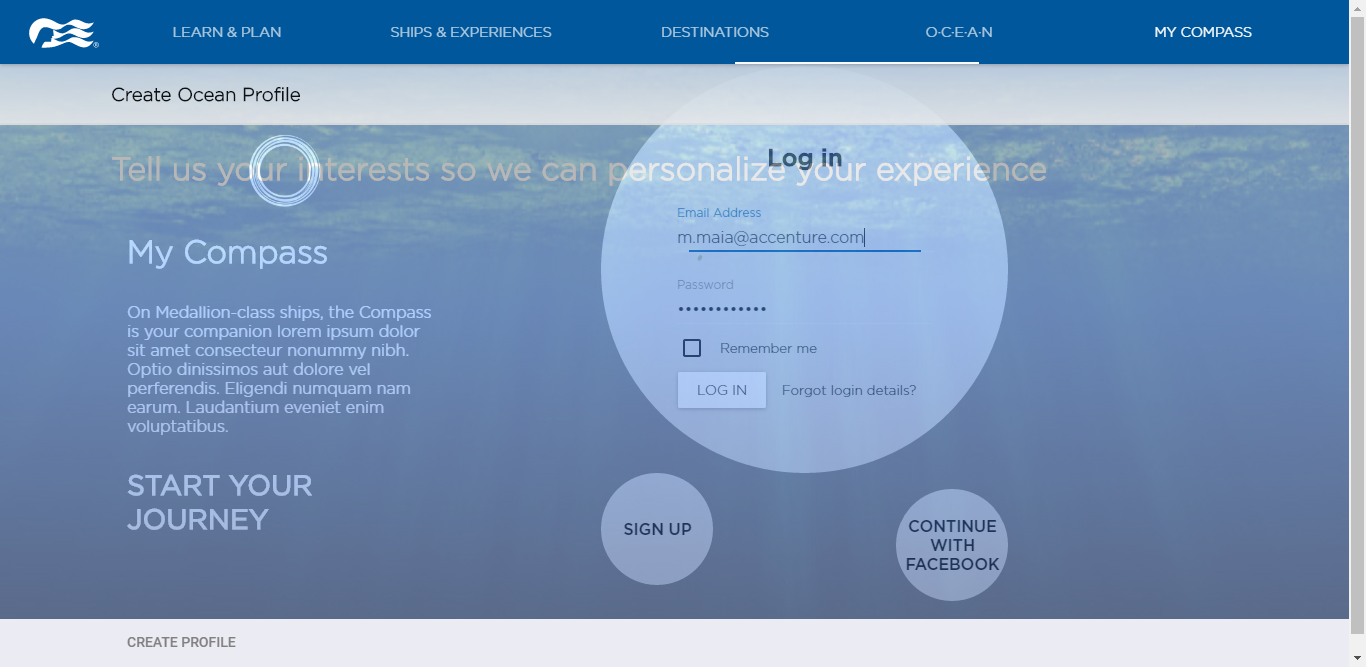 LEARN & PLAN
SHIPS & EXPERIENCES
DESTINATIONS
O·C·E·A·N
MY COMPASS
Create Ocean Profile
Tell us your interests so we can personalize your experience
Log in
Email Address
m.maia@accenture.com
Password
••••••••••••
Remember me
LOG IN
Forgot login details?
My Compass
On Medallion-class ships, the Compass
is your companion lorem ipsum dolor
sit amet consecteur nonummy nibh.
Optio dinissimos aut dolore vel
perferendis. Eligendi numquam nam
earum. Laudantium eveniet enim
voluptatibus.
START YOUR
JOURNEY
SIGN UP
CONTINUE
WITH
FACEBOOK
CREATE PROFILE